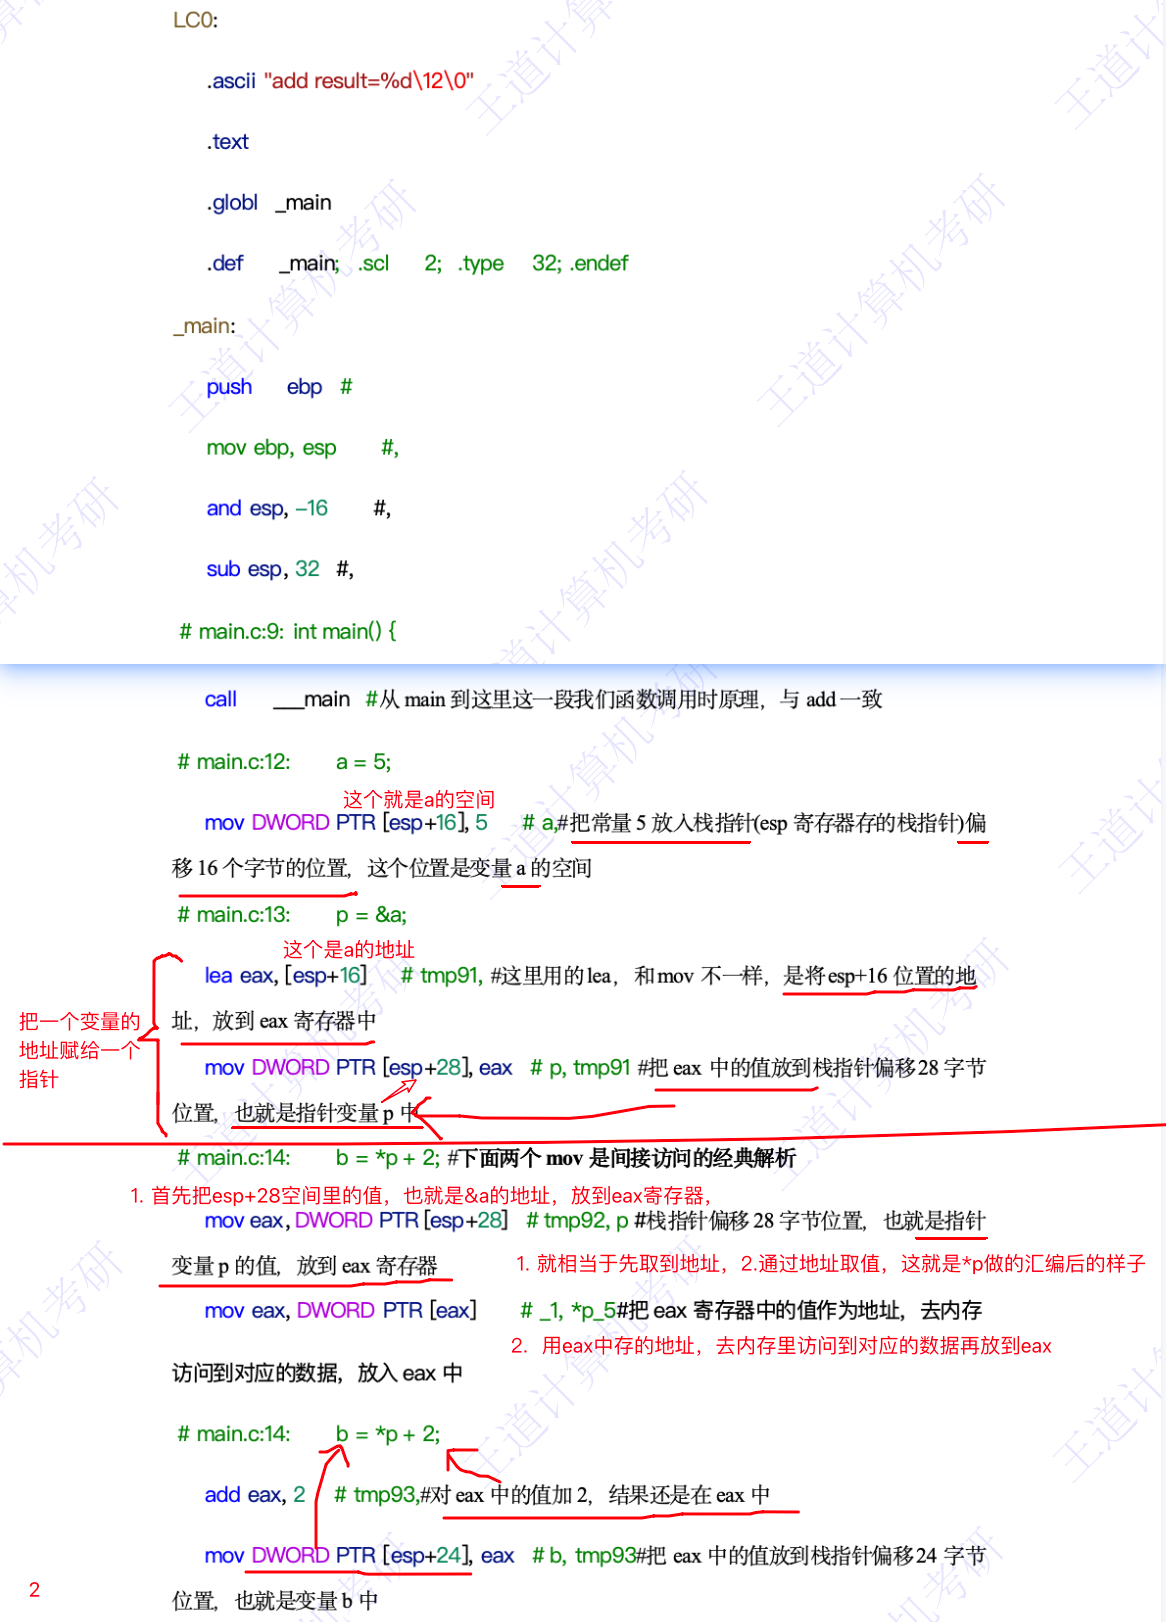 LC0:
.ascii "add result=%d\12\0"
.text
.globl _main
.def _main; .scl 2; .type 32; .endef
_main:
push ebp #
mov ebp, esp #,
and esp, -16 #,
sub esp, 32 #,
# main.c:9: int main() {
call ___main #从 main 到这里这一段我们函数调用时原理，与 add 一致
# main.c:12: a = 5;
这个就是a的空间
mov DWORD PTR [esp+16], 5 # a,#把常量 5 放入栈指针(esp 寄存器存的栈指针)偏
移 16 个字节的位置，这个位置是变量 a 的空间
# main.c:13: p = &a;
这个是a的地址
lea eax, [esp+16] # tmp91, #这里用的 lea，和 mov 不一样，是将 esp+16 位置的地
址，放到 eax 寄存器中
把一个变量的
地址赋给一个
指针
mov DWORD PTR [esp+28], eax # p, tmp91 #把 eax 中的值放到栈指针偏移 28 字节
位置，也就是指针变量 p 中
# main.c:14: b = *p + 2; #下面两个 mov 是间接访问的经典解析
1. 首先把esp+28空间里的值，也就是&a的地址，放到eax寄存器，
mov eax, DWORD PTR [esp+28] # tmp92, p #栈指针偏移 28 字节位置，也就是指针
变量 p 的值，放到 eax 寄存器
1. 就相当于先取到地址，2.通过地址取值，这就是*p做的汇编后的样子
mov eax, DWORD PTR [eax] # _1, *p_5#把 eax 寄存器中的值作为地址，去内存
2. 用eax中存的地址，去内存里访问到对应的数据再放到eax
访问到对应的数据，放入 eax 中
# main.c:14: b = *p + 2;
add eax, 2 # tmp93,#对 eax 中的值加 2，结果还是在 eax 中
mov DWORD PTR [esp+24], eax # b, tmp93#把 eax 中的值放到栈指针偏移 24 字节
2
位置，也就是变量 b 中
王道计算机考研